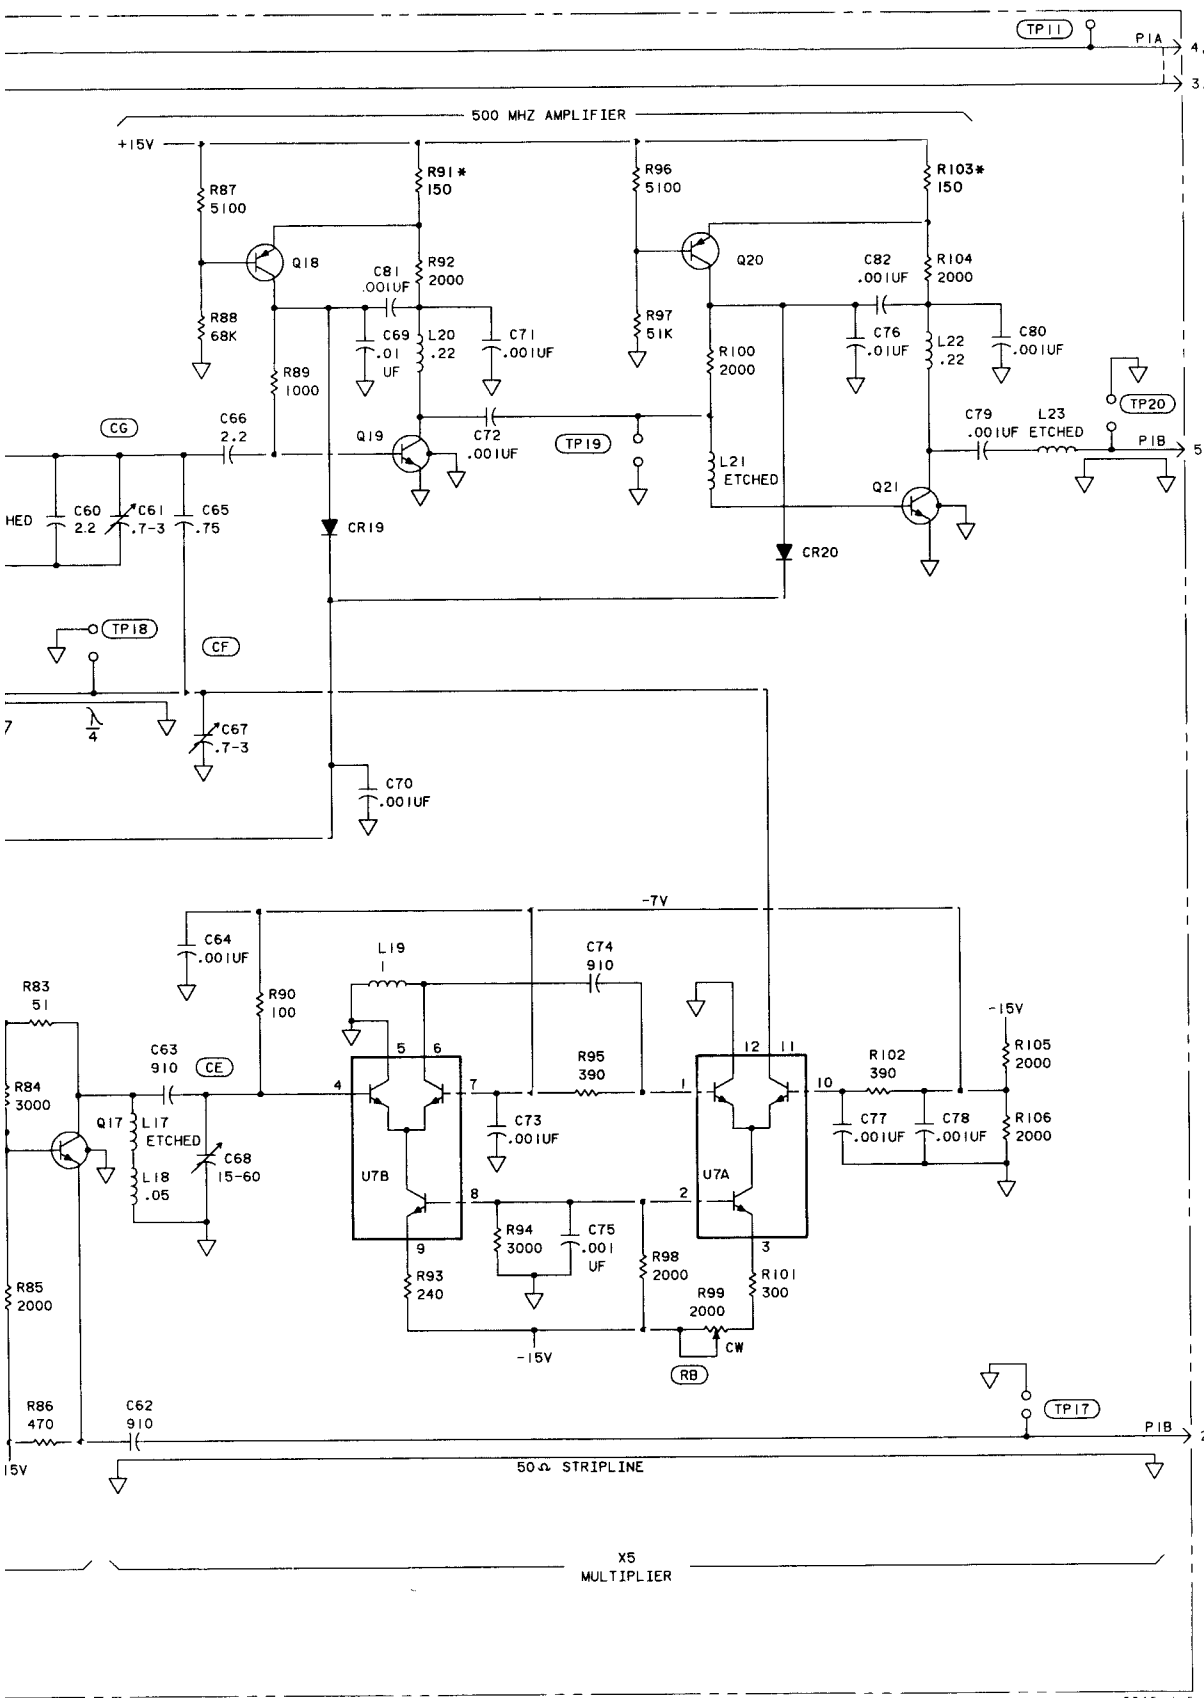 TP11
P1A
4,
3
500 MHZ AMPLIFIER
+15V
R87
5100
R91*
150
R96
5100
R103*
150
Q18
R92
2000
Q20
R104
2000
C81
.001UF
C82
.001UF
R88
68K
C69
.01
UF
L20
.22
C71
.001UF
R97
51K
R100
2000
C76
.01UF
L22
.22
C80
.001UF
R89
1000
CG
C66
2.2
Q19
C72
.001UF
TP19
C79
.001UF
L23
ETCHED
TP20
P1B
5
L21
ETCHED
Q21
HED
C60
2.2
C61
.7-3
C65
.75
CR19
CR20
TP18
CF
7
λ
4
C67
.7-3
C70
.001UF
-7V
C64
.001UF
L19
1
C74
910
R83
51
R90
100
-15V
C63
910
CE
5
6
R95
390
12
11
R102
390
R105
2000
R84
3000
4
7
1
10
Q17
L17
ETCHED
C73
.001UF
C77
.001UF
C78
.001UF
R106
2000
L18
.05
C68
15-60
U7B
U7A
8
2
R94
3000
C75
.001
UF
R98
2000
9
3
R85
2000
R93
240
R99
2000
R101
300
-15V
CW
RB
R86
470
C62
910
TP17
P1B
2
15V
50Ω STRIPLINE
X5
MULTIPLIER